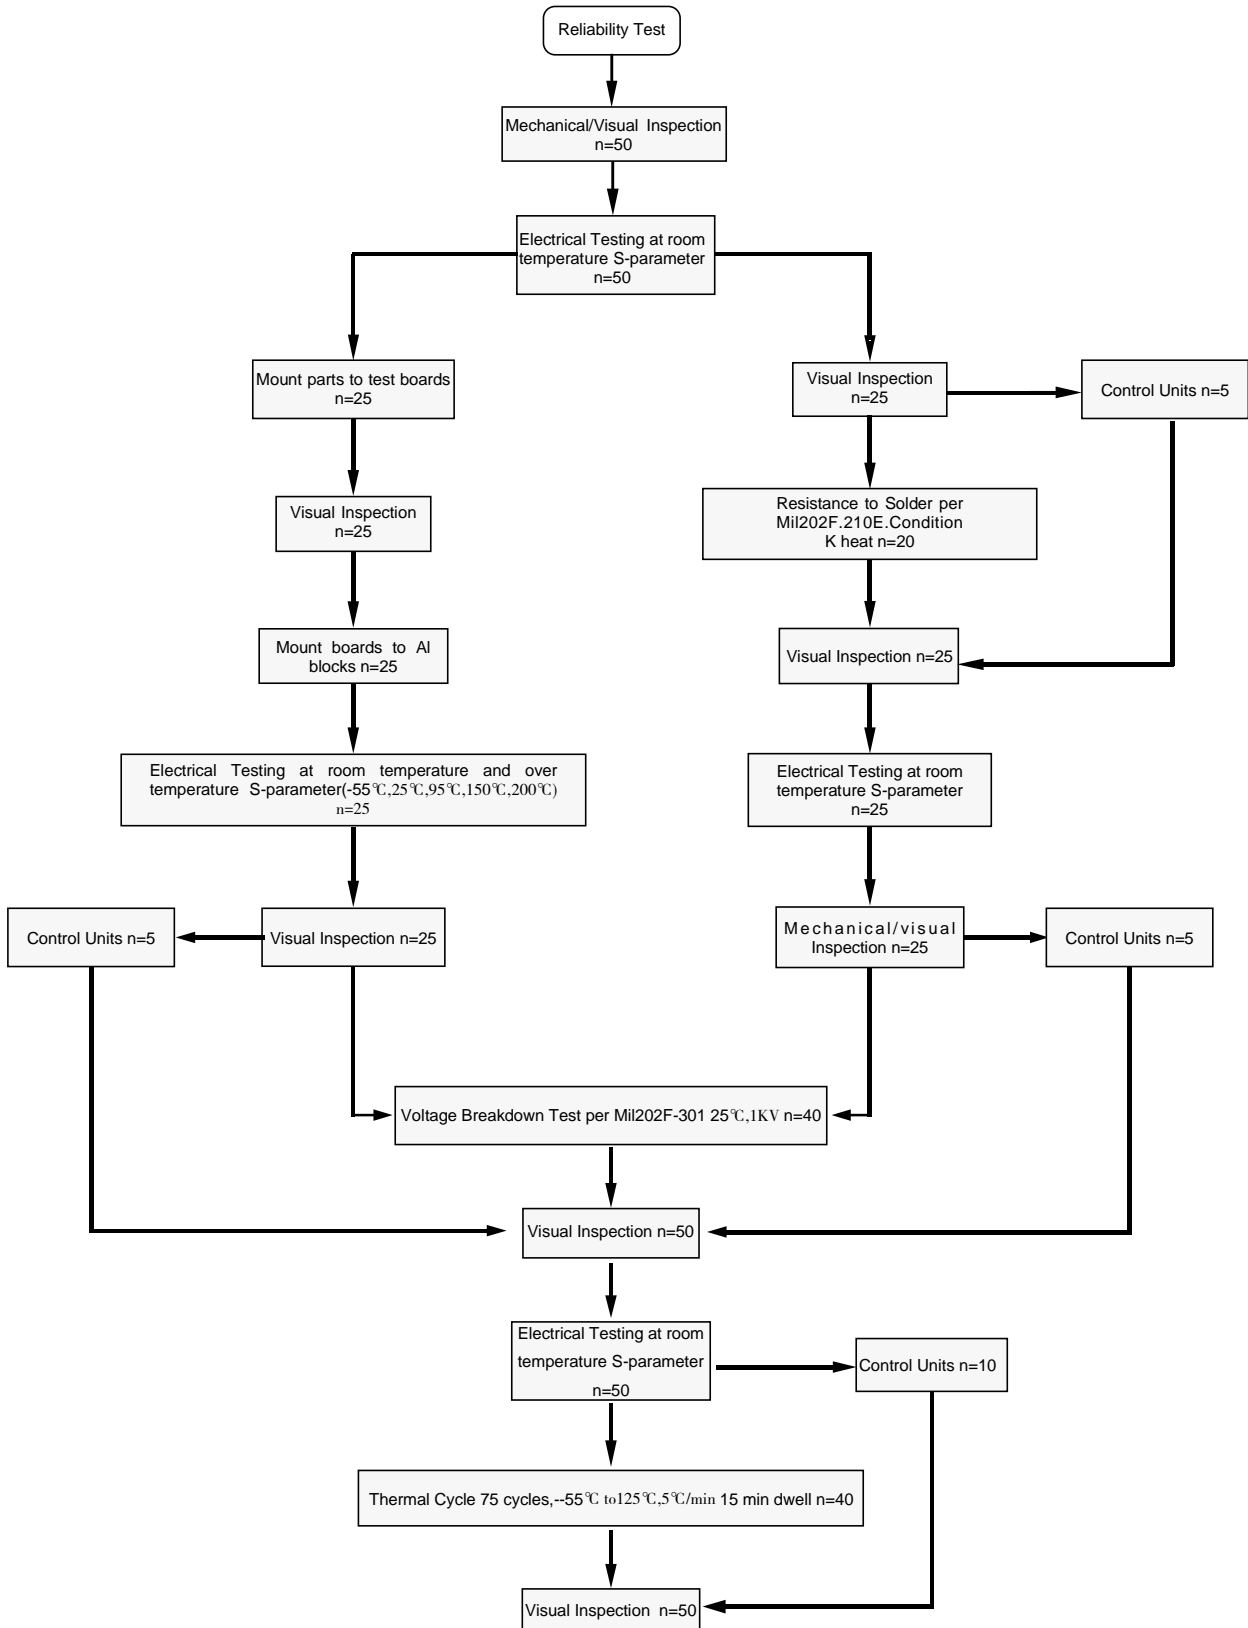 Reliability Test
Mechanical/Visual Inspection
n=50
Electrical Testing at room
temperature S-parameter
n=50
Mount parts to test boards
n=25
Visual Inspection
n=25
Control Units n=5
Visual Inspection
n=25
Resistance to Solder per
Mil202F.210E.Condition
K heat n=20
Mount boards to Al
blocks n=25
Visual Inspection n=25
Electrical Testing at room temperature and over
temperature S-parameter(-55℃,25℃,95℃,150℃,200℃)
n=25
Electrical Testing at room
temperature S-parameter
n=25
Control Units n=5
Visual Inspection n=25
Mechanical/visual
Inspection n=25
Control Units n=5
Voltage Breakdown Test per Mil202F-301 25℃,1KV n=40
Visual Inspection n=50
Electrical Testing at room
temperature S-parameter
n=50
Control Units n=10
Thermal Cycle 75 cycles,--55℃ to125℃,5℃/min 15 min dwell n=40
Visual Inspection n=50